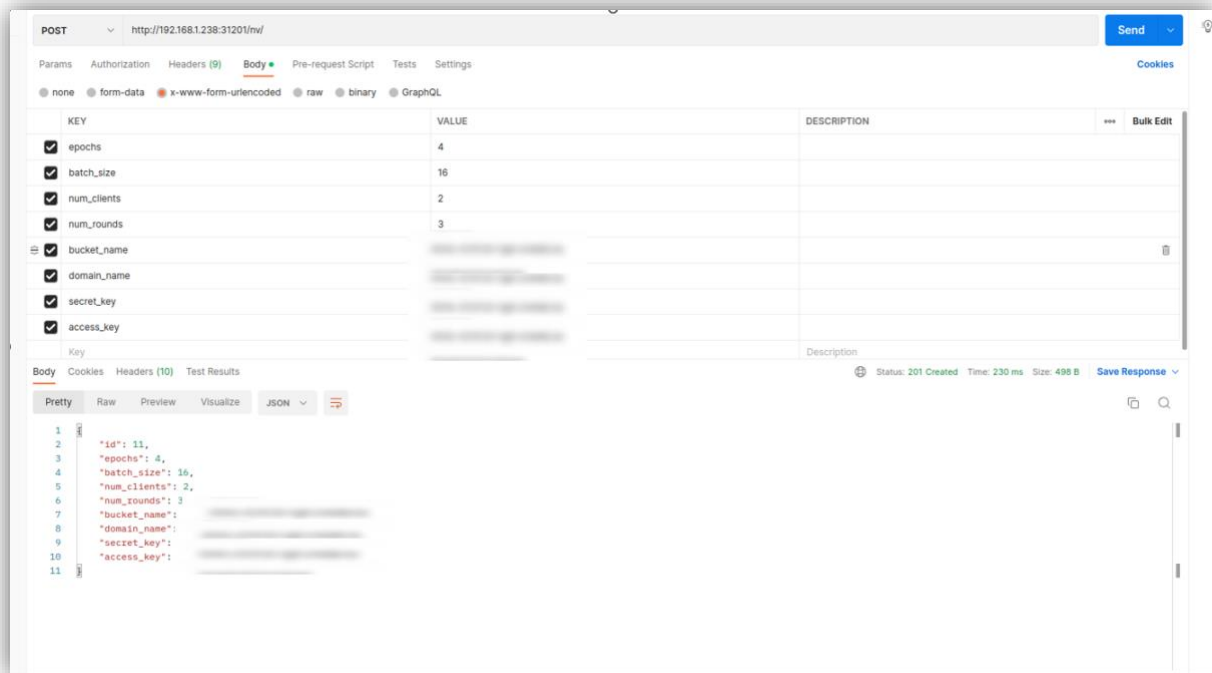 POST http://192.168.1.238:31201/nv/ Send
Params Authorization Headers (9) Body Pre-request Script Tests Settings Cookies
none form-data x-www-form-urlencoded raw binary GraphQL
KEY VALUE DESCRIPTION ••• Bulk Edit
epochs 4
batch_size 16
num_clients 2
num_rounds 3
bucket_name
domain_name
secret_key
access_key
Key Description
Body Cookies Headers (10) Test Results Status: 201 Created Time: 230 ms Size: 498 B Save Response
Pretty Raw Preview Visualize JSON
1 {
2 "id": 11,
3 "epochs": 4,
4 "batch_size": 16,
5 "num_clients": 2,
6 "num_rounds": 3
7 "bucket_name":
8 "domain_name":
9 "secret_key":
10 "access_key":
11 }